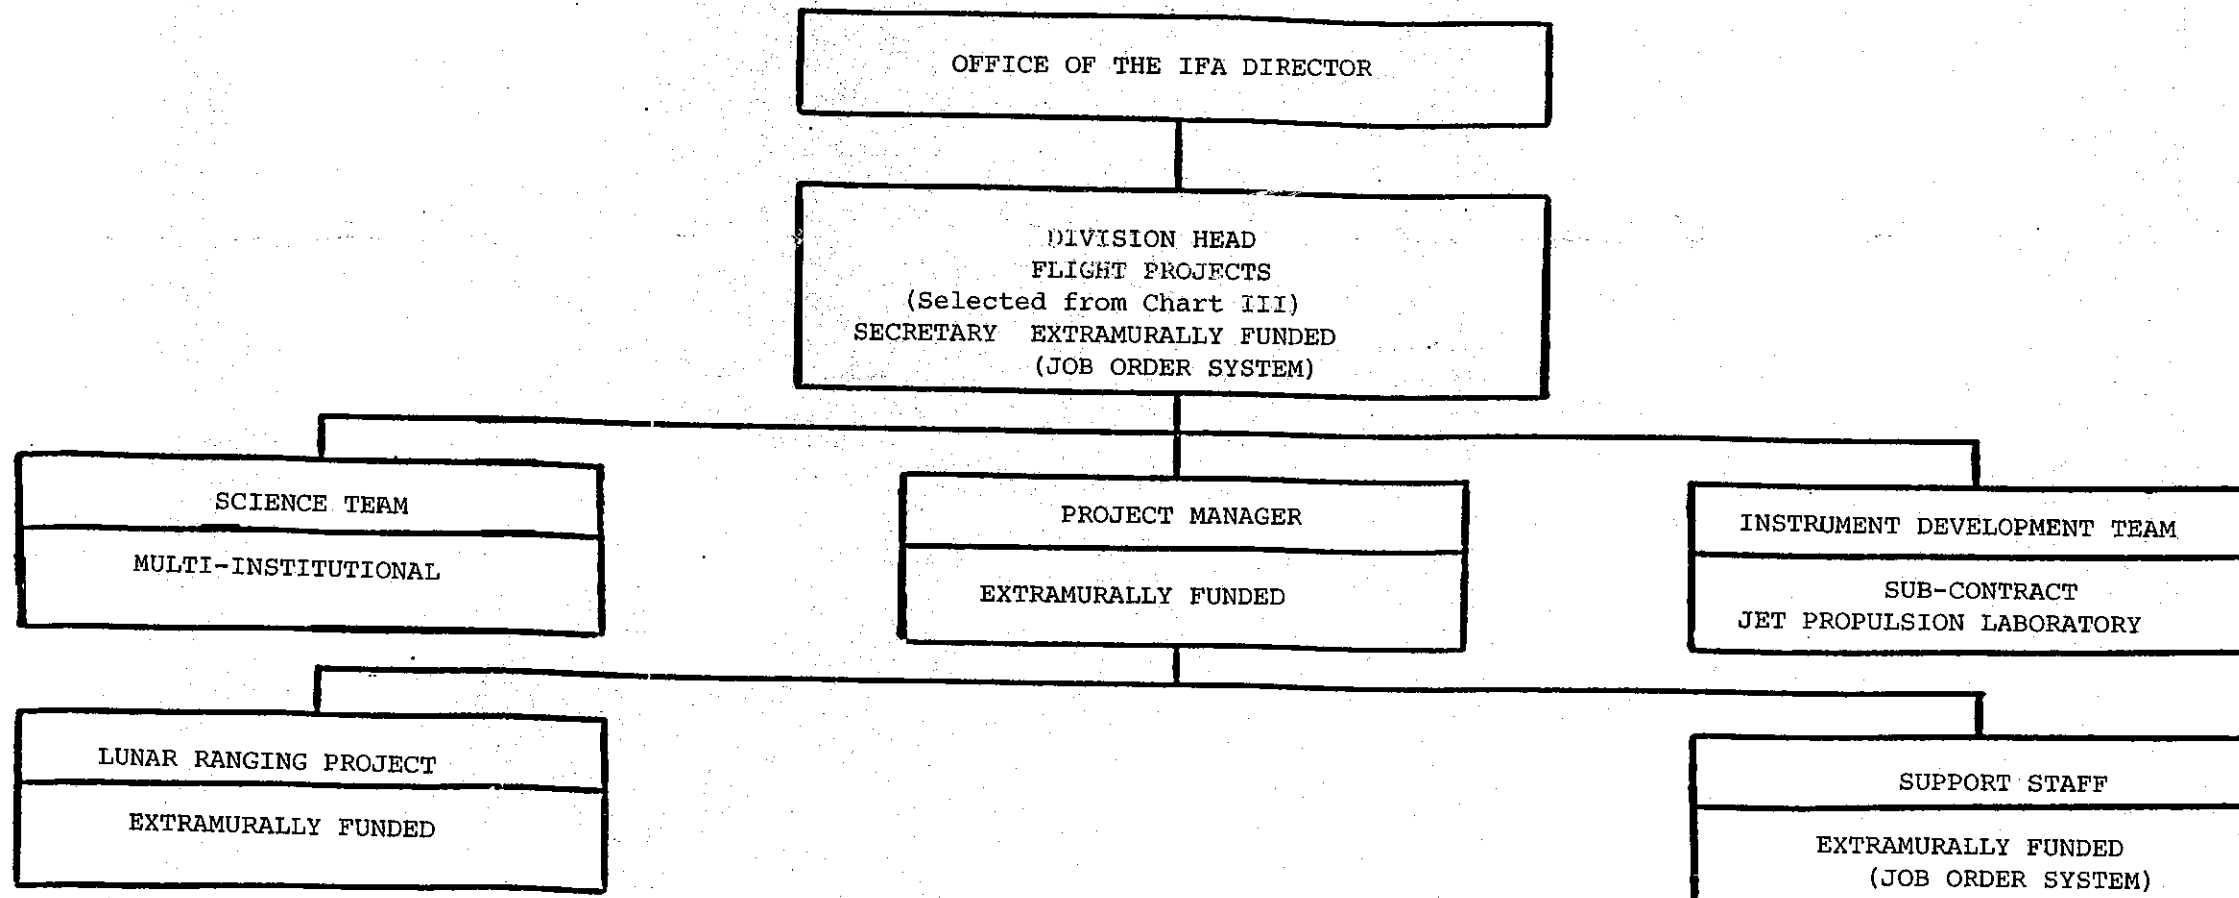 OFFICE OF THE IFA DIRECTOR
DIVISION HEAD
FLIGHT PROJECTS
(Selected from Chart III)
SECRETARY EXTRAMURALLY FUNDED
(JOB ORDER SYSTEM)
SCIENCE TEAM
MULTI-INSTITUTIONAL
PROJECT MANAGER
EXTRAMURALLY FUNDED
INSTRUMENT DEVELOPMENT TEAM
SUB-CONTRACT
JET PROPULSION LABORATORY
LUNAR RANGING PROJECT
EXTRAMURALLY FUNDED
SUPPORT STAFF
EXTRAMURALLY FUNDED
(JOB ORDER SYSTEM)